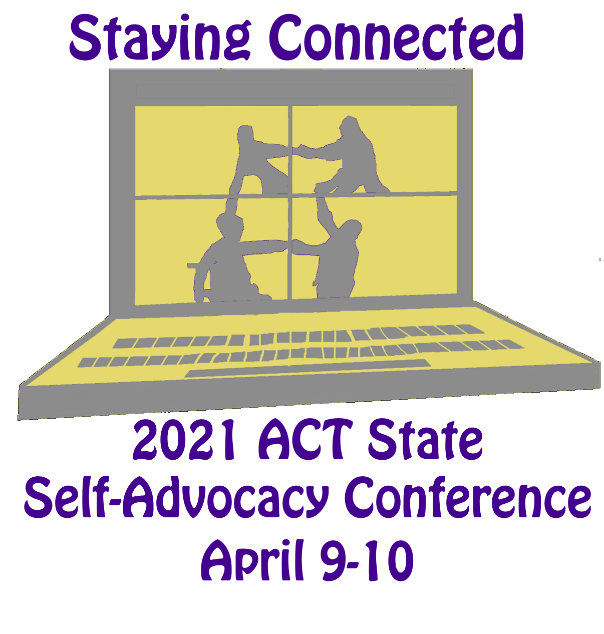 Staying Connected
2021 ACT State
Self-Advocacy Conference
April 9-10